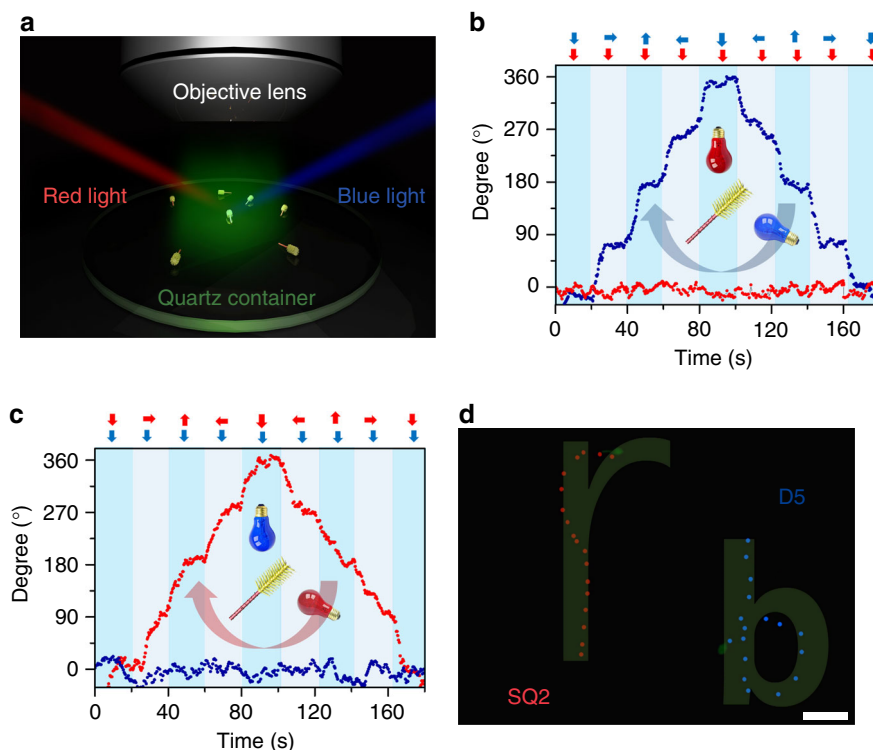 a
Objective lens
Red light
Blue light
Quartz container
b
Degree (°)
360
270
180
90
0
0 40 80 120 160
Time (s)
c
Degree (°)
360
270
180
90
0
0 40 80 120 160
Time (s)
d
D5
SQ2